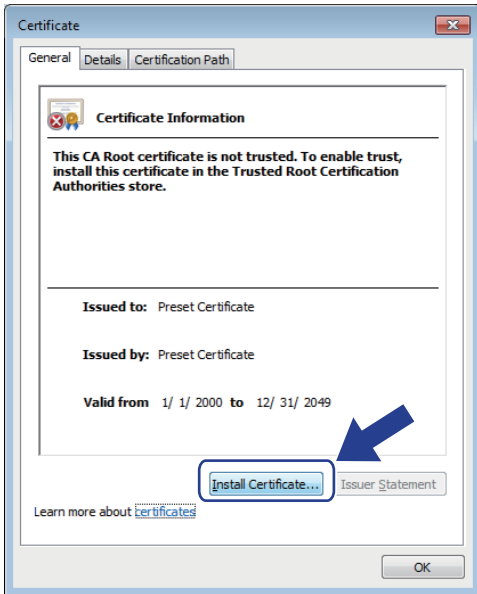 Certificate
General Details Certification Path
Certificate Information
This CA Root certificate is not trusted. To enable trust,
install this certificate in the Trusted Root Certification
Authorities store.
Issued to: Preset Certificate
Issued by: Preset Certificate
Valid from 1/ 1/ 2000 to 12/ 31/ 2049
Install Certificate... Issuer Statement
Learn more about certificates
OK